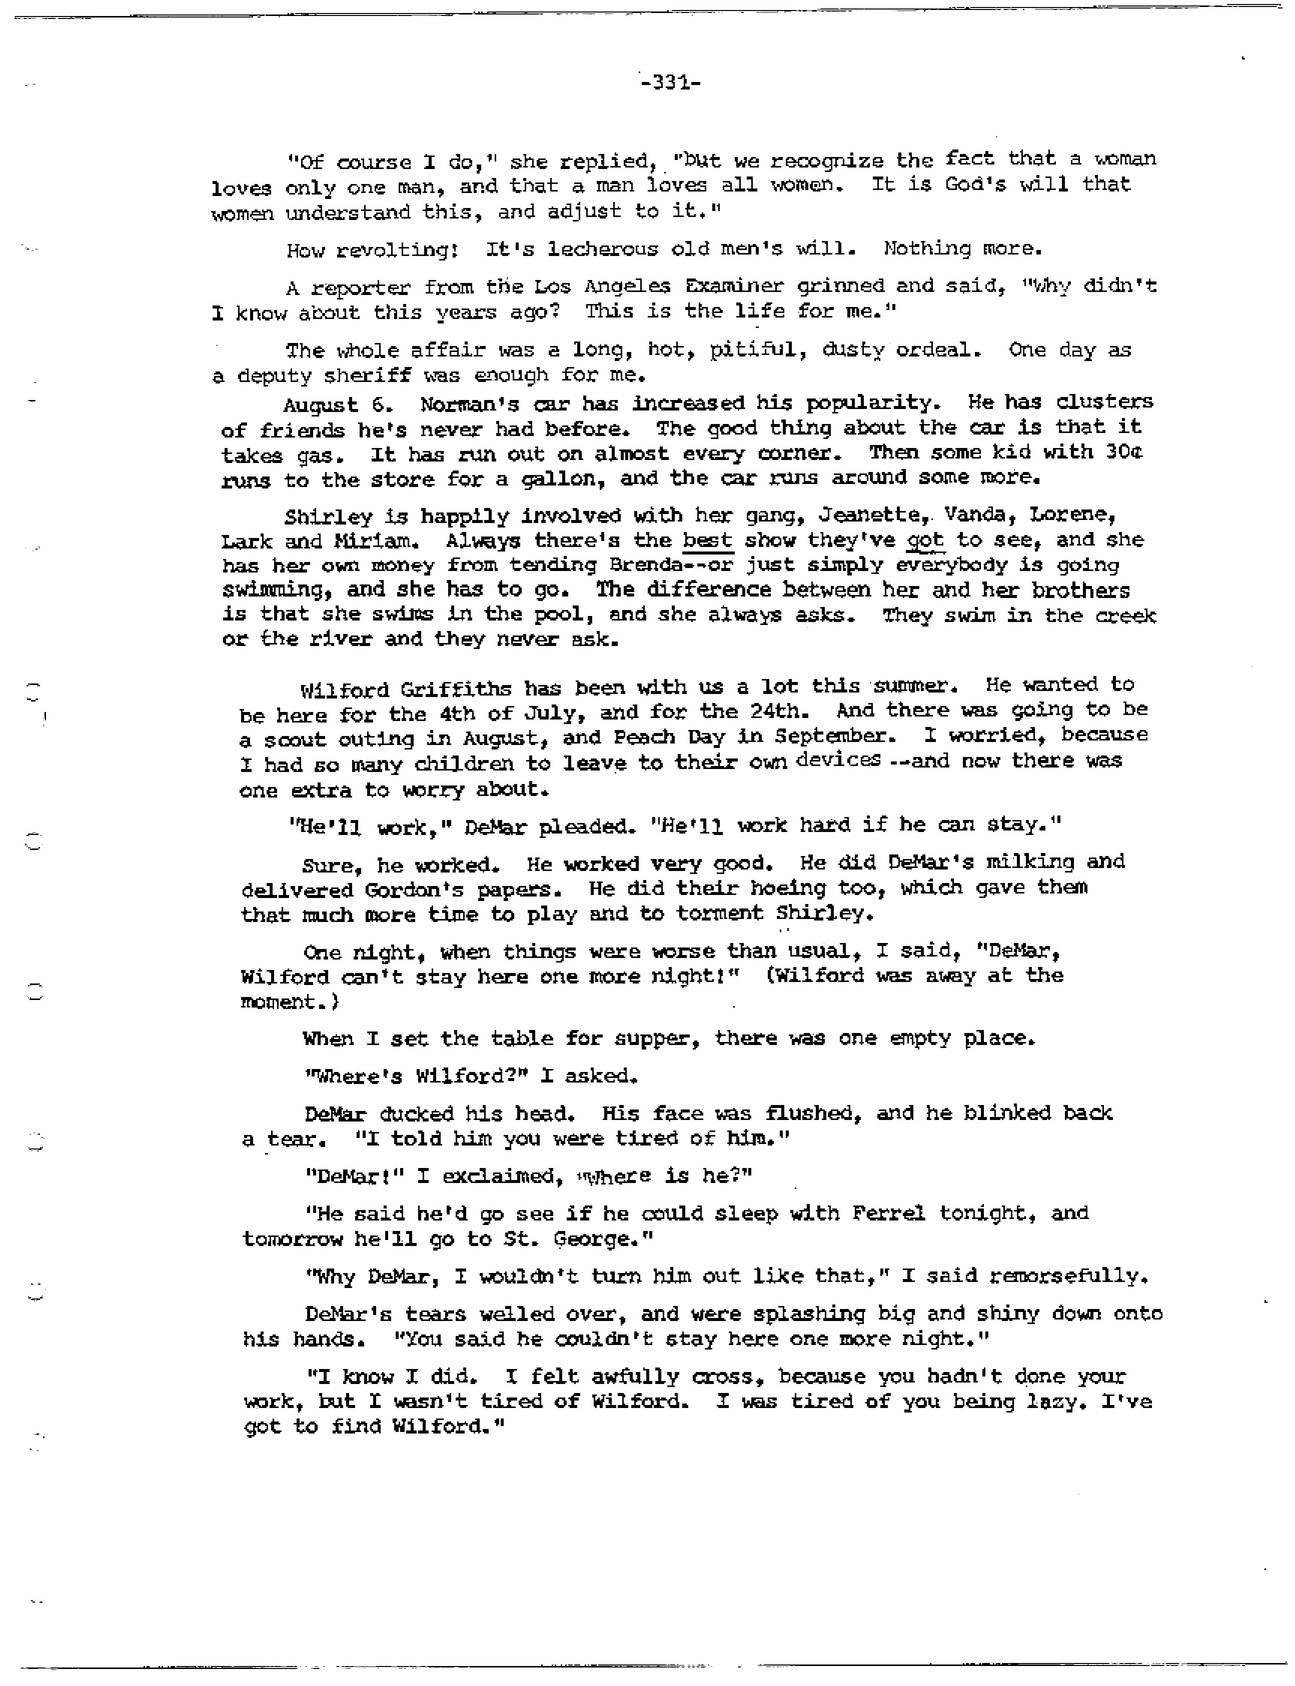 -331-
"Of course I do," she replied, "but we recognize the fact that a woman
loves only one man, and that a man loves all women. It is God's will that
women understand this, and adjust to it."
How revolting! It's lecherous old men's will. Nothing more.
A reporter from the Los Angeles Examiner grinned and said, "Why didn't
I know about this years ago? This is the life for me."
The whole affair was a long, hot, pitiful, dusty ordeal. One day as
a deputy sheriff was enough for me.
August 6. Norman's car has increased his popularity. He has clusters
of friends he's never had before. The good thing about the car is that it
takes gas. It has run out on almost every corner. Then some kid with 30¢
runs to the store for a gallon, and the car runs around some more.
Shirley is happily involved with her gang, Jeanette, Vanda, Lorene,
Lark and Miriam. Always there's the best show they've got to see, and she
has her own money from tending Brenda--or just simply everybody is going
swimming, and she has to go. The difference between her and her brothers
is that she swims in the pool, and she always asks. They swim in the creek
or the river and they never ask.
Wilford Griffiths has been with us a lot this summer. He wanted to
be here for the 4th of July, and for the 24th. And there was going to be
a scout outing in August, and Peach Day in September. I worried, because
I had so many children to leave to their own devices --and now there was
one extra to worry about.
"He'll work," DeMar pleaded. "He'll work hard if he can stay."
Sure, he worked. He worked very good. He did DeMar's milking and
delivered Gordon's papers. He did their hoeing too, which gave them
that much more time to play and to torment Shirley.
One night, when things were worse than usual, I said, "DeMar,
Wilford can't stay here one more night!" (Wilford was away at the
moment.)
When I set the table for supper, there was one empty place.
"Where's Wilford?" I asked.
DeMar ducked his head. His face was flushed, and he blinked back
a tear. "I told him you were tired of him."
"DeMar!" I exclaimed, "Where is he?"
"He said he'd go see if he could sleep with Ferrel tonight, and
tomorrow he'll go to St. George."
"Why DeMar, I wouldn't turn him out like that," I said remorsefully.
DeMar's tears welled over, and were splashing big and shiny down onto
his hands. "You said he couldn't stay here one more night."
"I know I did. I felt awfully cross, because you hadn't done your
work, but I wasn't tired of Wilford. I was tired of you being lazy. I've
got to find Wilford."